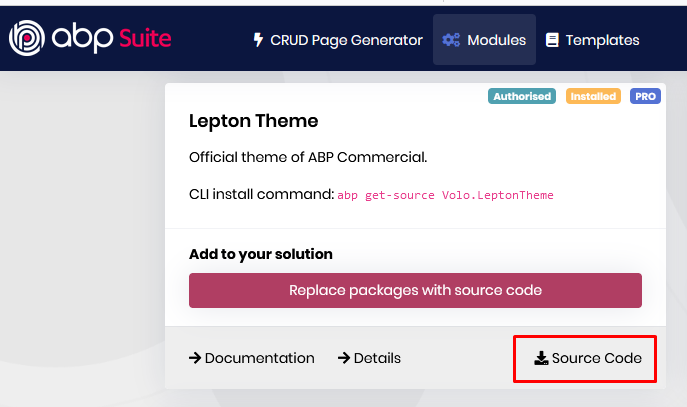 abp Suite
CRUD Page Generator
Modules
Templates
Authorised
Installed
PRO
Lepton Theme
Official theme of ABP Commercial.
CLI install command: abp get-source Volo.LeptonTheme
Add to your solution
Replace packages with source code
Documentation
Details
Source Code